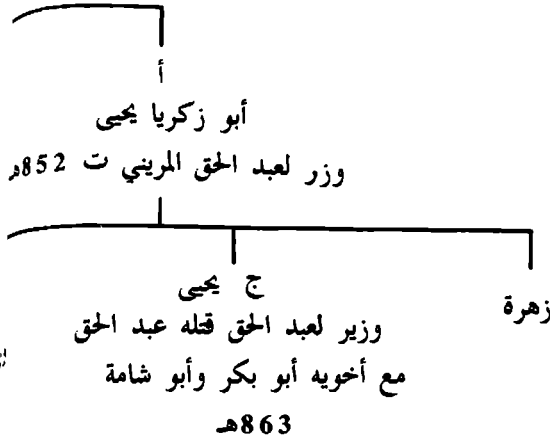 أ
أبو زكريا يحيى
وزر لعبد الحق المريني ت 852هـ
زهرة
ج يحيى
وزير لعبد الحق قتله عبد الحق
مع أخويه أبو بكر وأبو شامة
863هـ